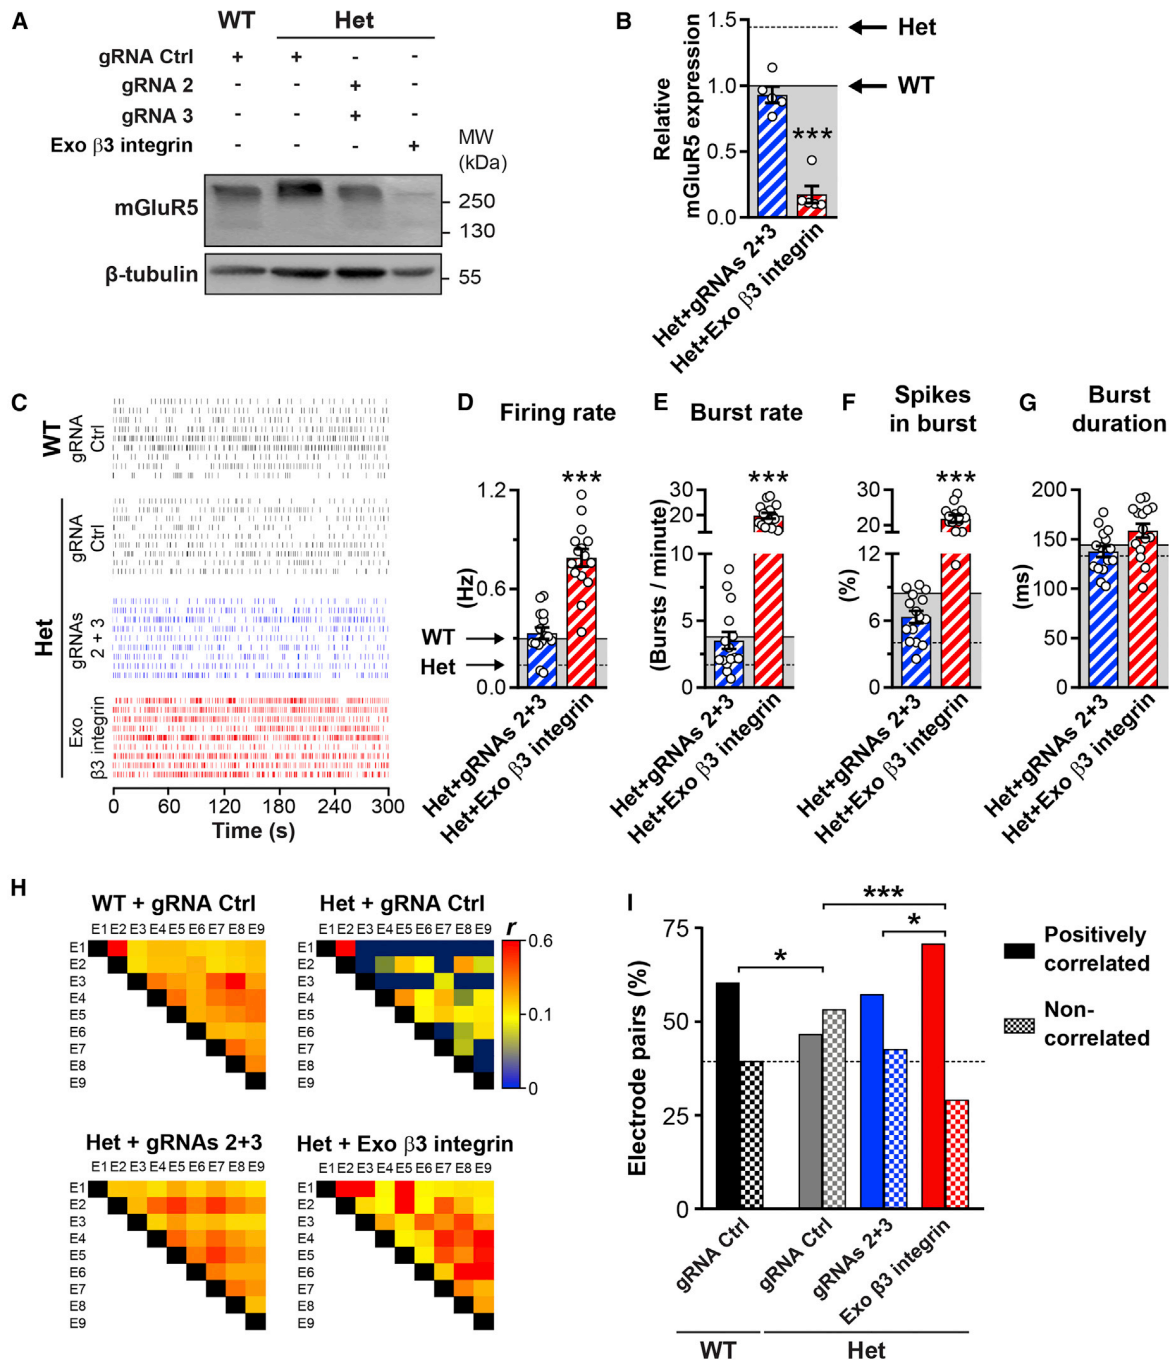 A
WT Het
gRNA Ctrl + + - -
gRNA 2 - - + -
gRNA 3 - - + -
Exo β3 integrin - - - +
MW
(kDa)
mGluR5
250
130
β-tubulin
55
B
Relative
mGluR5 expression
1.5
1.0
0.5
0.0
Het
WT
***
Het+gRNAs 2+3
Het+Exo β3 integrin
C
WT
gRNA
Ctrl
Het
gRNA
Ctrl
gRNAs
2 + 3
Exo
β3 integrin
0 60 120 180 240 300
Time (s)
D
Firing rate
***
1.2
0.6
0.0
(Hz)
WT
Het
Het+gRNAs 2+3
Het+Exo β3 integrin
E
Burst rate
***
30
20
10
5
0
(Bursts / minute)
Het+gRNAs 2+3
Het+Exo β3 integrin
F
Spikes
in burst
***
30
20
12
6
0
(%)
Het+gRNAs 2+3
Het+Exo β3 integrin
G
Burst
duration
200
150
100
50
0
(ms)
Het+gRNAs 2+3
Het+Exo β3 integrin
H
WT + gRNA Ctrl
E1 E2 E3 E4 E5 E6 E7 E8 E9
E1
E2
E3
E4
E5
E6
E7
E8
E9
Het + gRNA Ctrl
E1 E2 E3 E4 E5 E6 E7 E8 E9
E1
E2
E3
E4
E5
E6
E7
E8
E9
r
0.6
0.1
0
Het + gRNAs 2+3
E1 E2 E3 E4 E5 E6 E7 E8 E9
E1
E2
E3
E4
E5
E6
E7
E8
E9
Het + Exo β3 integrin
E1 E2 E3 E4 E5 E6 E7 E8 E9
E1
E2
E3
E4
E5
E6
E7
E8
E9
I
***
*
*
75
50
25
0
Electrode pairs (%)
Positively
correlated
Non-
correlated
gRNA Ctrl
gRNA Ctrl
gRNAs 2+3
Exo β3 integrin
WT Het